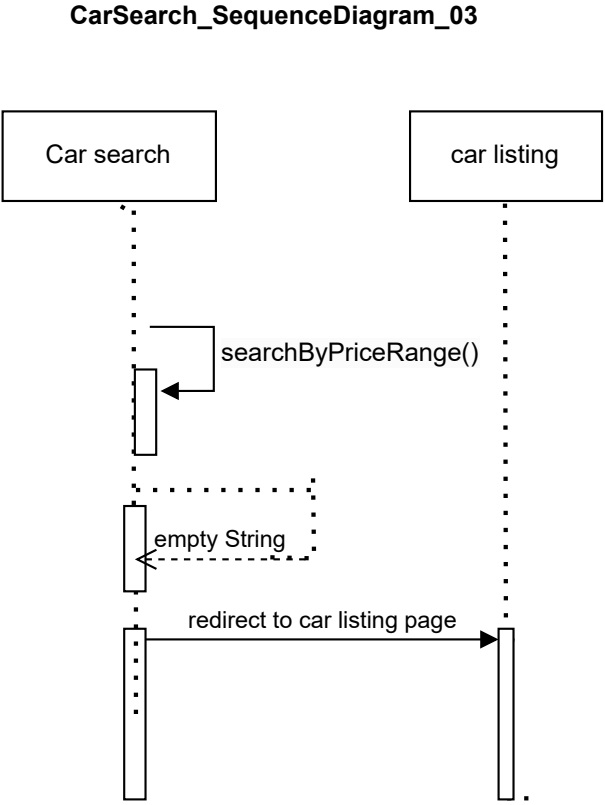 CarSearch_SequenceDiagram_03
Car search
car listing
searchByPriceRange()
empty String
redirect to car listing page